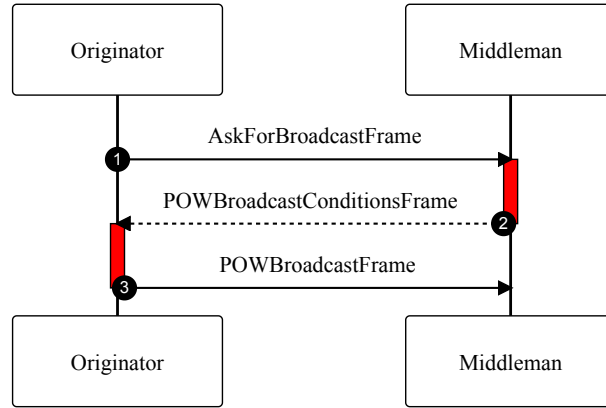 Originator
Middleman
AskForBroadcastFrame
1
POWBroadcastConditionsFrame
2
POWBroadcastFrame
3
Originator
Middleman